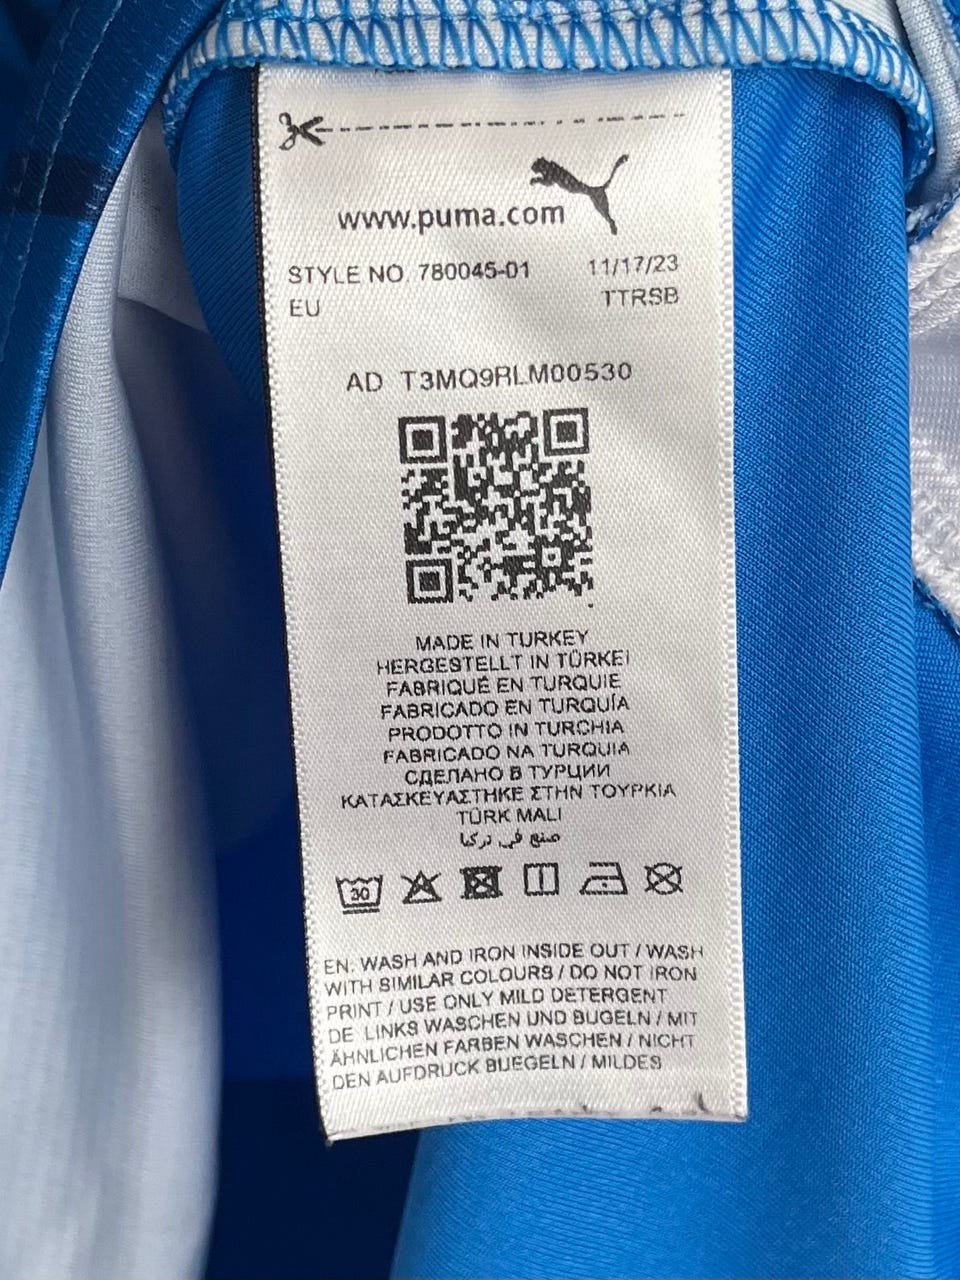 www.puma.com
STYLE NO. 780045-01 11/17/23
EU TTRSB
AD T3MQ9RLM00530
MADE IN TURKEY
HERGESTELLT IN TÜRKEI
FABRIQUÉ EN TURQUIE
FABRICADO EN TURQUÍA
PRODOTTO IN TURCHIA
FABRICADO NA TURQUIA
СДЕЛАНО В ТУРЦИИ
ΚΑΤΑΣΚΕΥΑΣΤΗΚΕ ΣΤΗΝ ΤΟΥΡΚΙΑ
TÜRK MALI
صنع في تركيا
30
EN: WASH AND IRON INSIDE OUT / WASH
WITH SIMILAR COLOURS / DO NOT IRON
PRINT / USE ONLY MILD DETERGENT
DE LINKS WASCHEN UND BUGELN / MIT
ÄHNLICHEN FARBEN WASCHEN / NICHT
DEN AUFDRUCK BUEGELN / MILDES